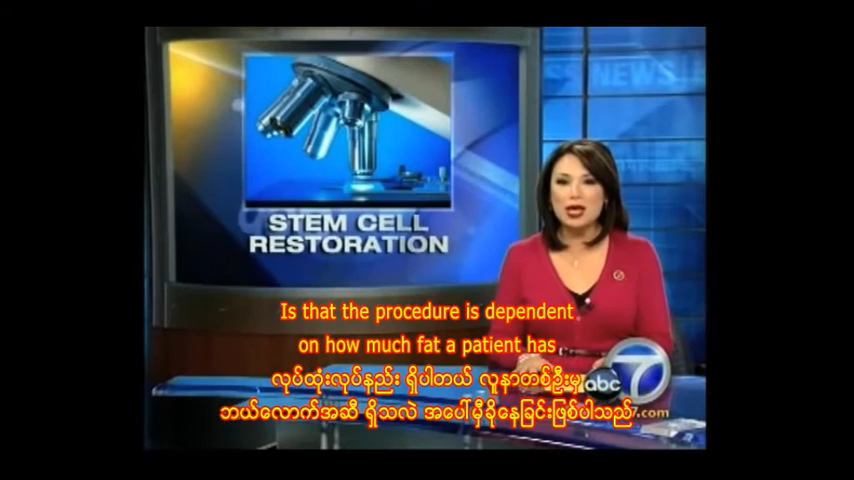 NEWS
STEM CELL
RESTORATION
Is that the procedure is dependent
on how much fat a patient has
လုပ်ထုံးလုပ်နည်း ရှိပါတယ် လူနာတစ်ဦးမှ
ဘယ်လောက်အဆီ ရှိသလဲ အပေါ်မှီခိုနေခြင်းဖြစ်ပါသည်
abc 7
7.com